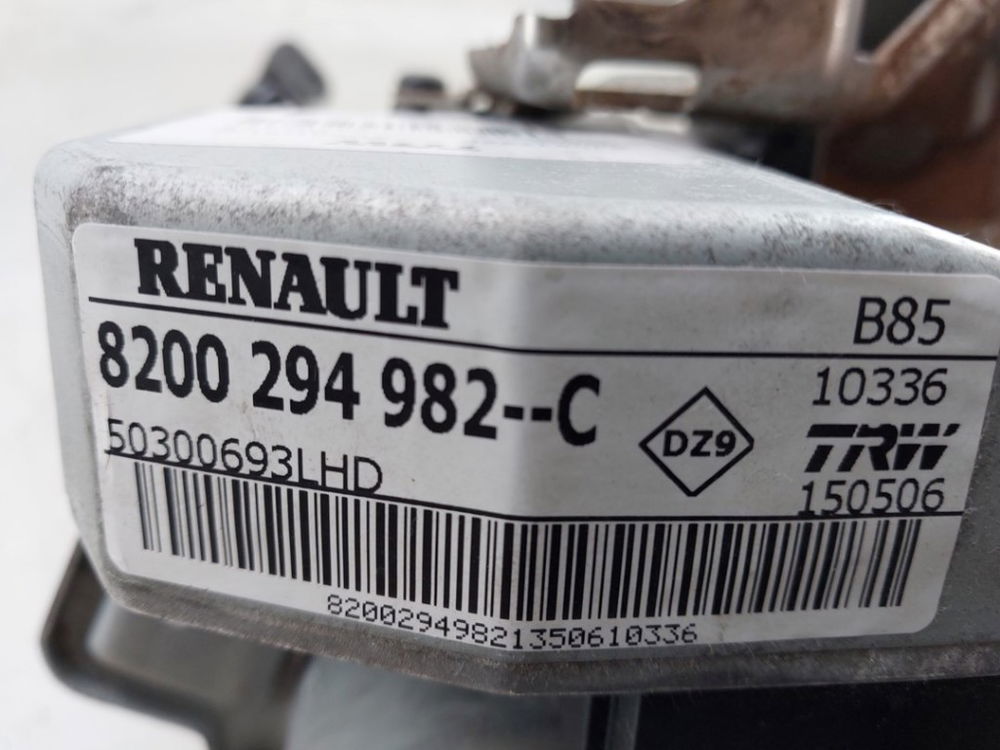 RENAULT
B85
8200 294 982--C
10336
DZ9
TRW
50300693LHD
150506
82002949821350610336